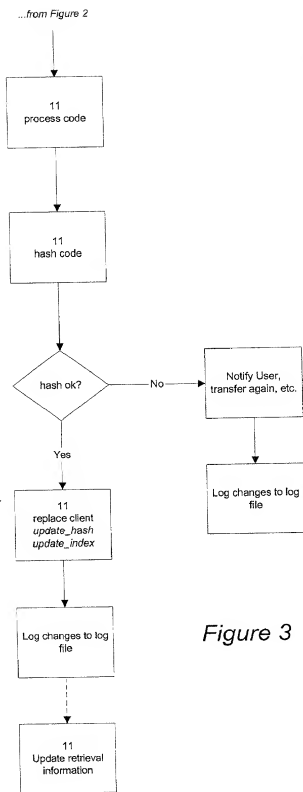 ...from Figure 2
11
process code
11
hash code
hash ok?
No
Notify User,
transfer again, etc.
Yes
Log changes to log
file
11
replace client
update_hash
update_index
Log changes to log
file
Figure 3
11
Update retrieval
information